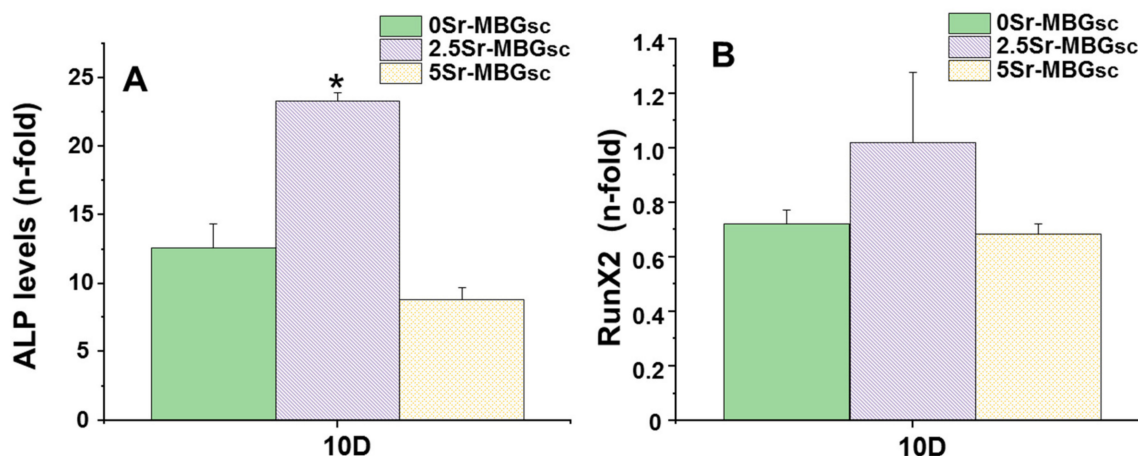 A
0Sr-MBGsc
2.5Sr-MBGsc
5Sr-MBGsc
ALP levels (n-fold)
25
20
15
10
5
0
*
10D
B
0Sr-MBGsc
2.5Sr-MBGsc
5Sr-MBGsc
RunX2 (n-fold)
1.4
1.2
1.0
0.8
0.6
0.4
0.2
0
10D